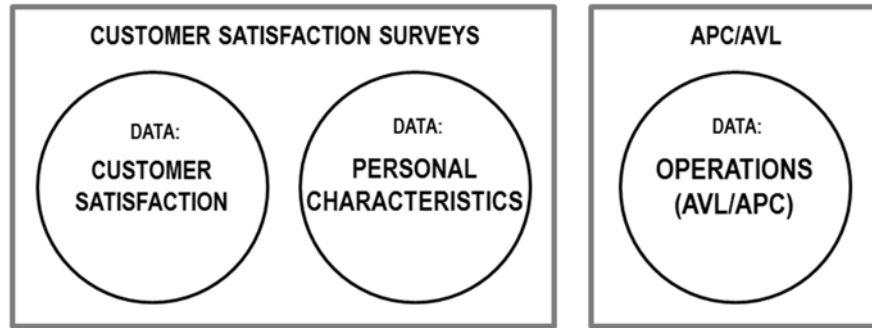 CUSTOMER SATISFACTION SURVEYS
DATA:
CUSTOMER
SATISFACTION
DATA:
PERSONAL
CHARACTERISTICS
APC/AVL
DATA:
OPERATIONS
(AVL/APC)